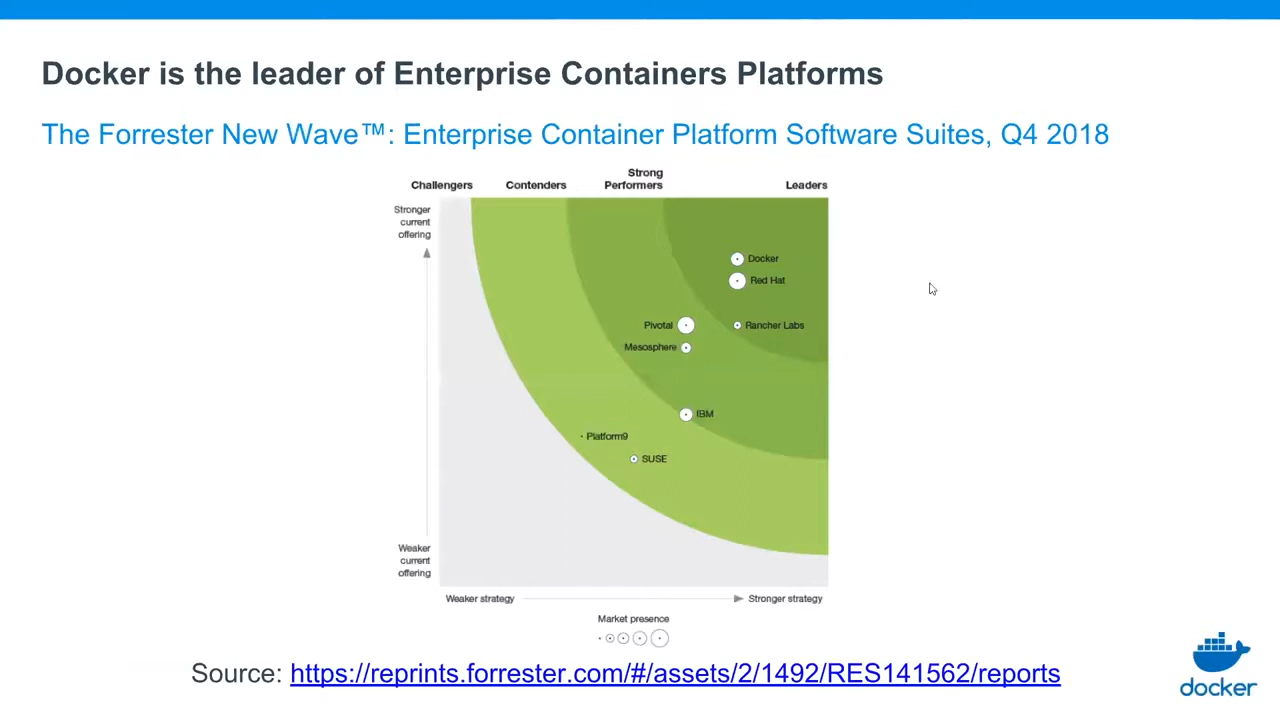 Docker is the leader of Enterprise Containers Platforms
The Forrester New Wave™: Enterprise Container Platform Software Suites, Q4 2018
Challengers
Contenders
Strong
Performers
Leaders
Stronger
current
offering
Docker
Red Hat
Pivotal
Rancher Labs
Mesosphere
IBM
Platform9
SUSE
Weaker
current
offering
Weaker strategy
Stronger strategy
Market presence
Source: https://reprints.forrester.com/#/assets/2/1492/RES141562/reports
docker